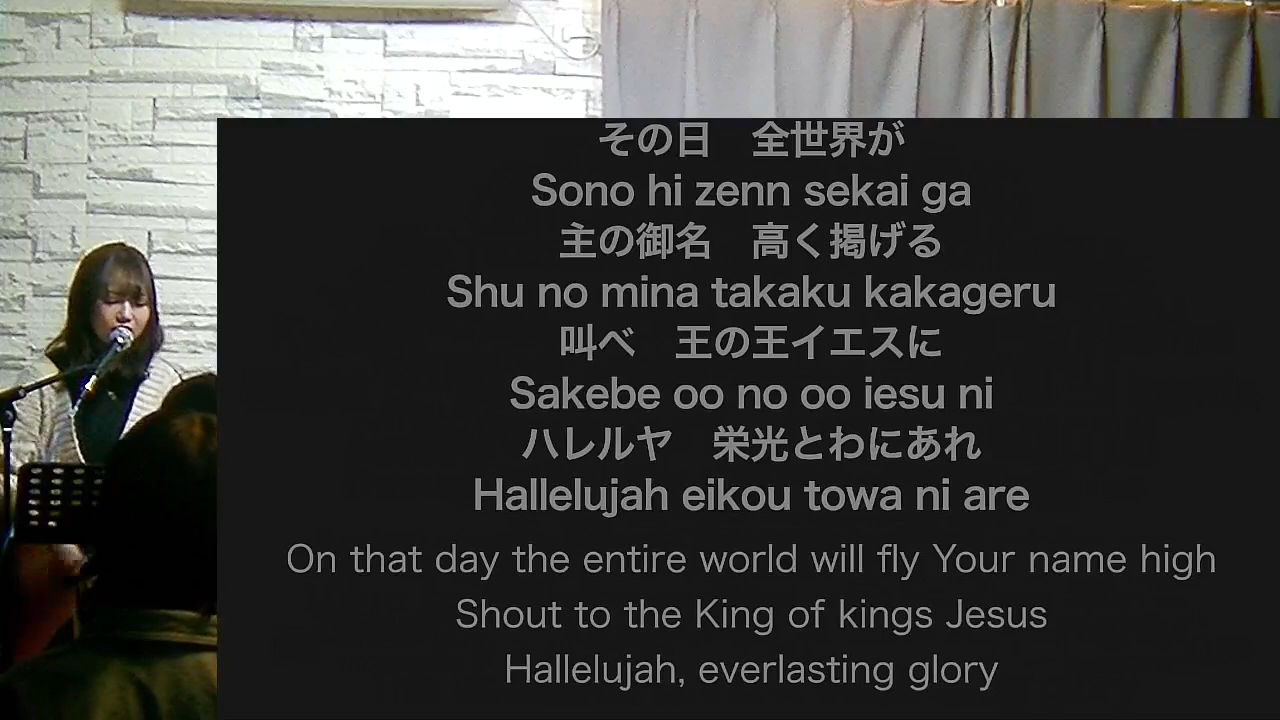 その日　全世界が
Sono hi zenn sekai ga
主の御名　高く掲げる
Shu no mina takaku kakageru
叫べ　王の王イエスに
Sakebe oo no oo iesu ni
ハレルヤ　栄光とわにあれ
Hallelujah eikou towa ni are
On that day the entire world will fly Your name high
Shout to the King of kings Jesus
Hallelujah, everlasting glory